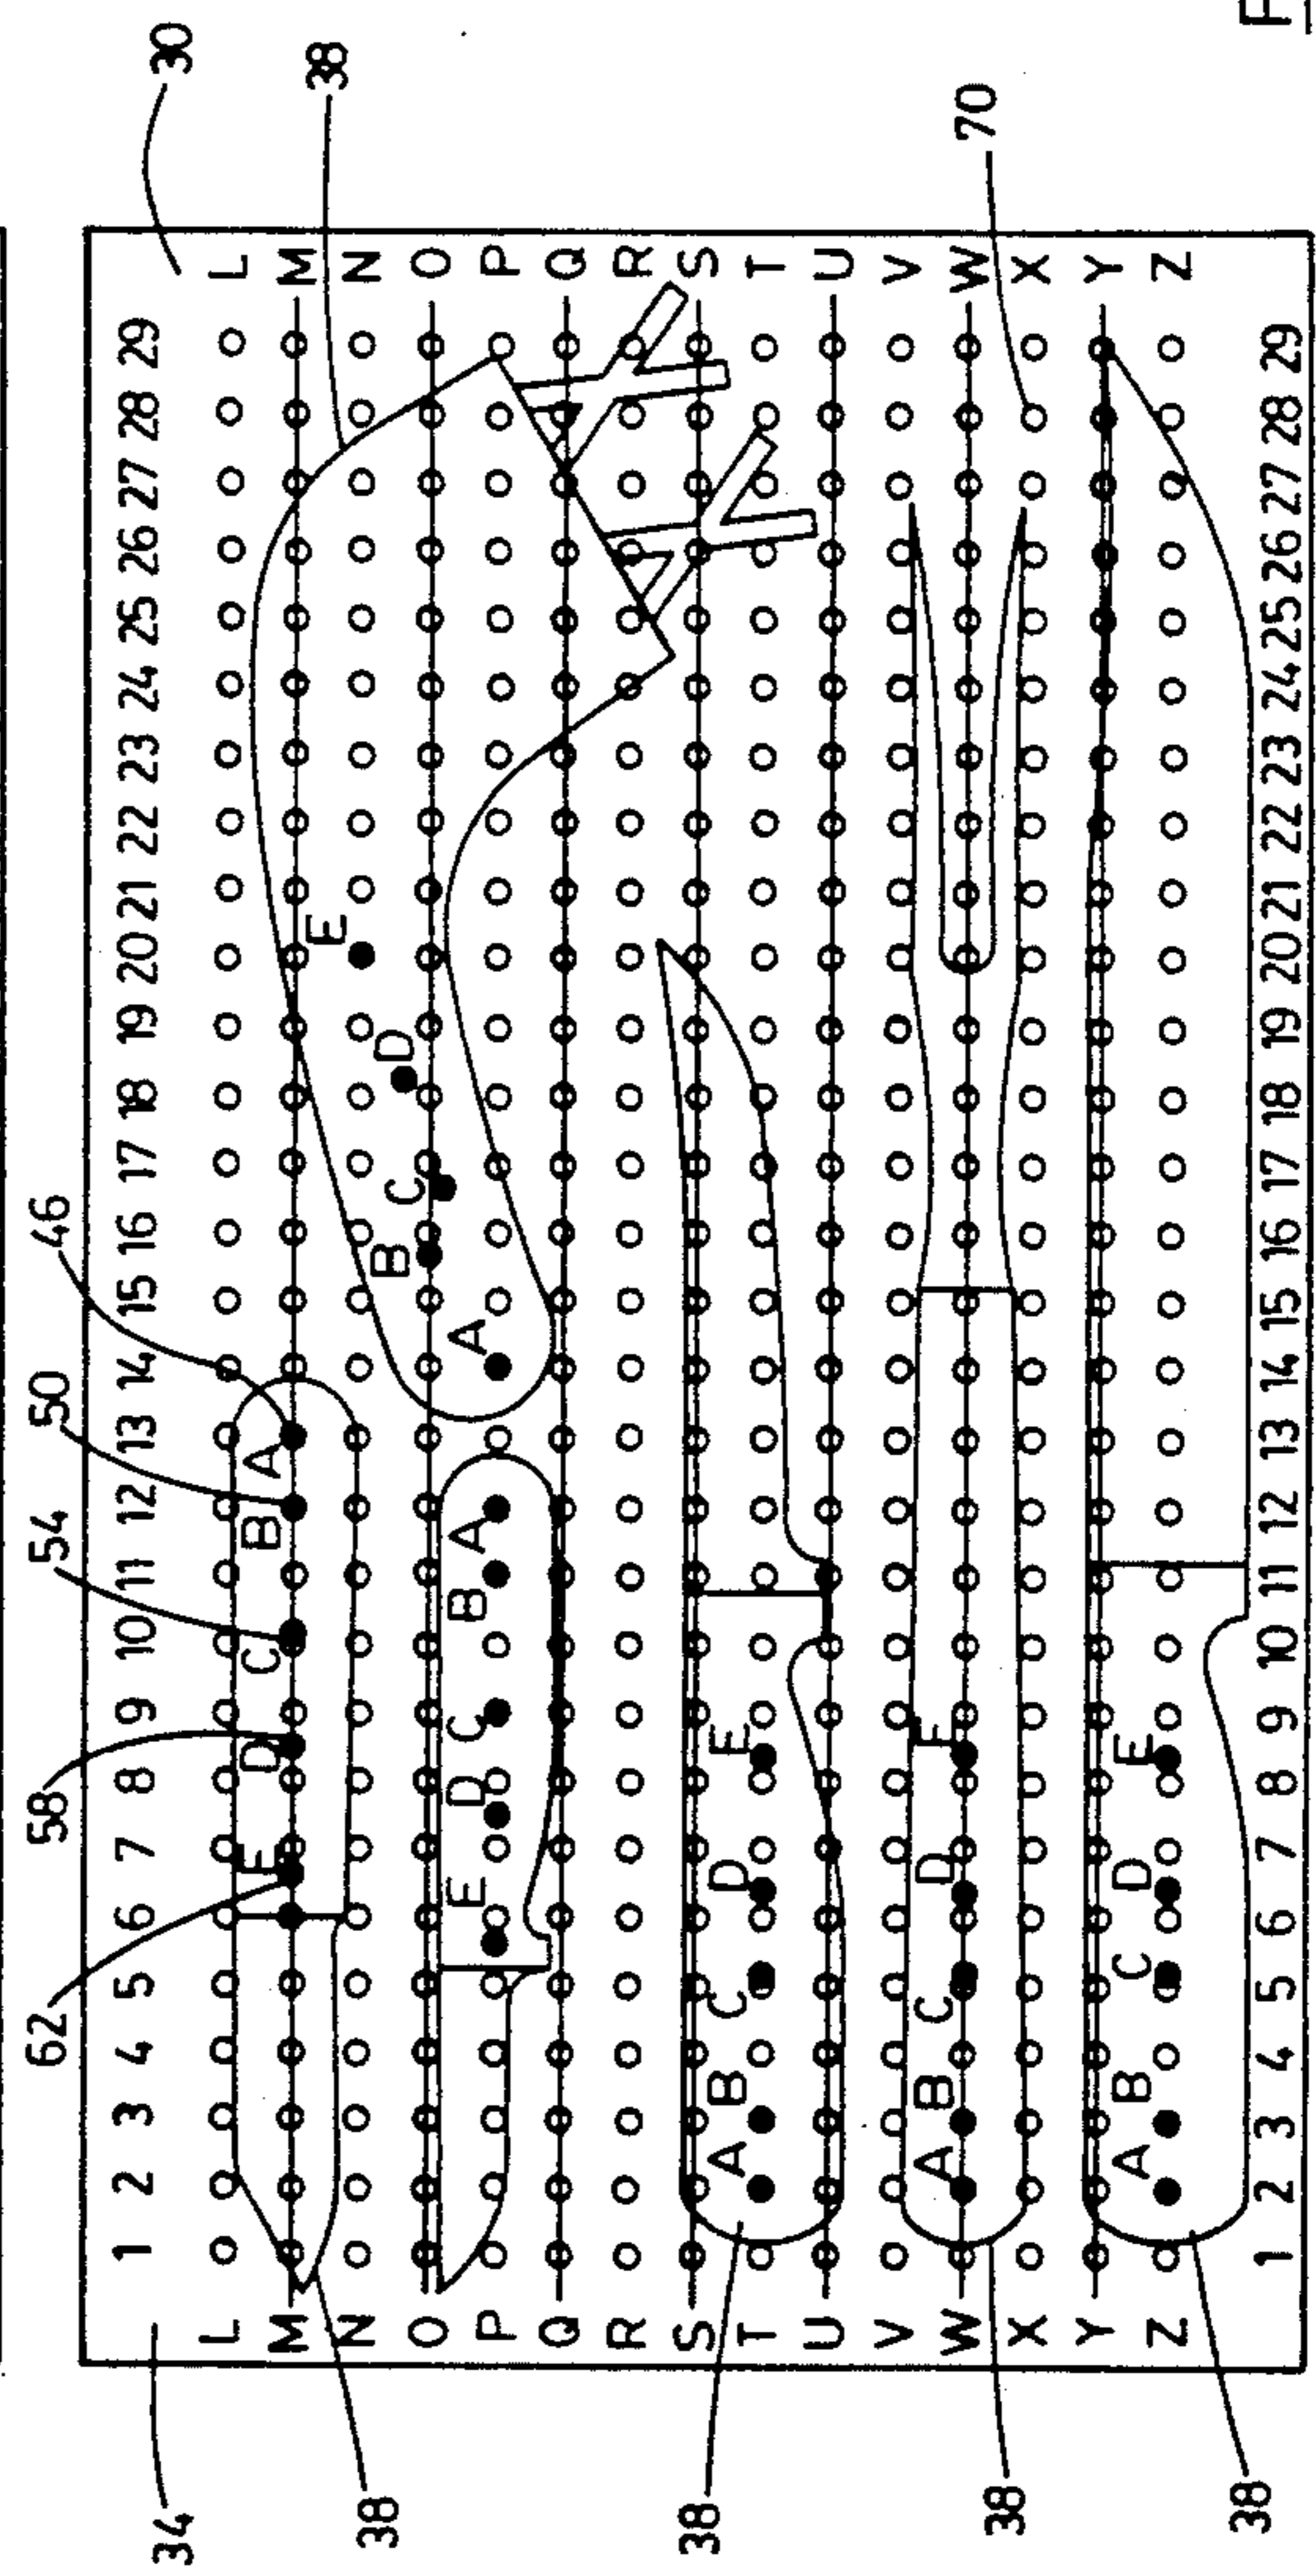 62 58 54 50 46
1 2 3 4 5 6 7 8 9 10 11 12 13 14 15 16 17 18 19 20 21 22 23 24 25 26 27 28 29
34 30
L L
E D C B A
M M
E 38
N N
38
B C D
O O
E D C B A A
P P
Q Q
R R
S S
38
A B C D E
T T
U U
V V
A B C D E
W W
70
38
X X
Y Y
A B C D E
Z Z
38
1 2 3 4 5 6 7 8 9 10 11 12 13 14 15 16 17 18 19 20 21 22 23 24 25 26 27 28 29
F